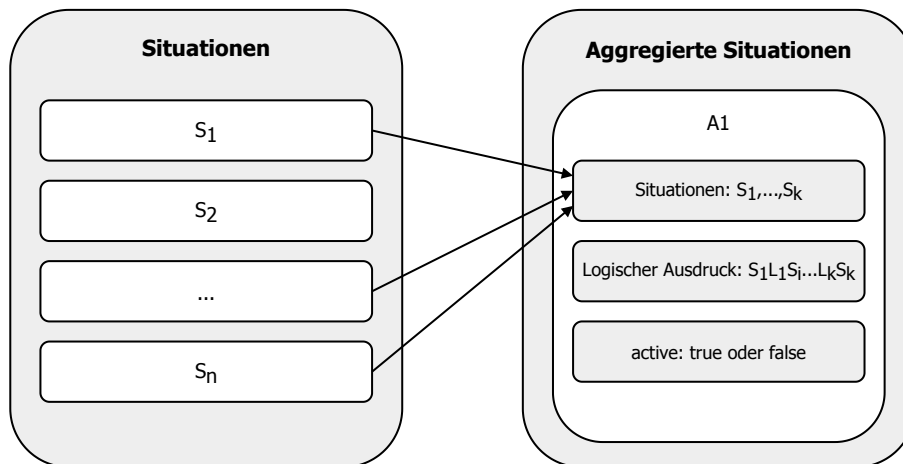 Situationen
S1
S2
...
Sn
Aggregierte Situationen
A1
Situationen: S1,...,Sk
Logischer Ausdruck: S1L1Si...LkSk
active: true oder false